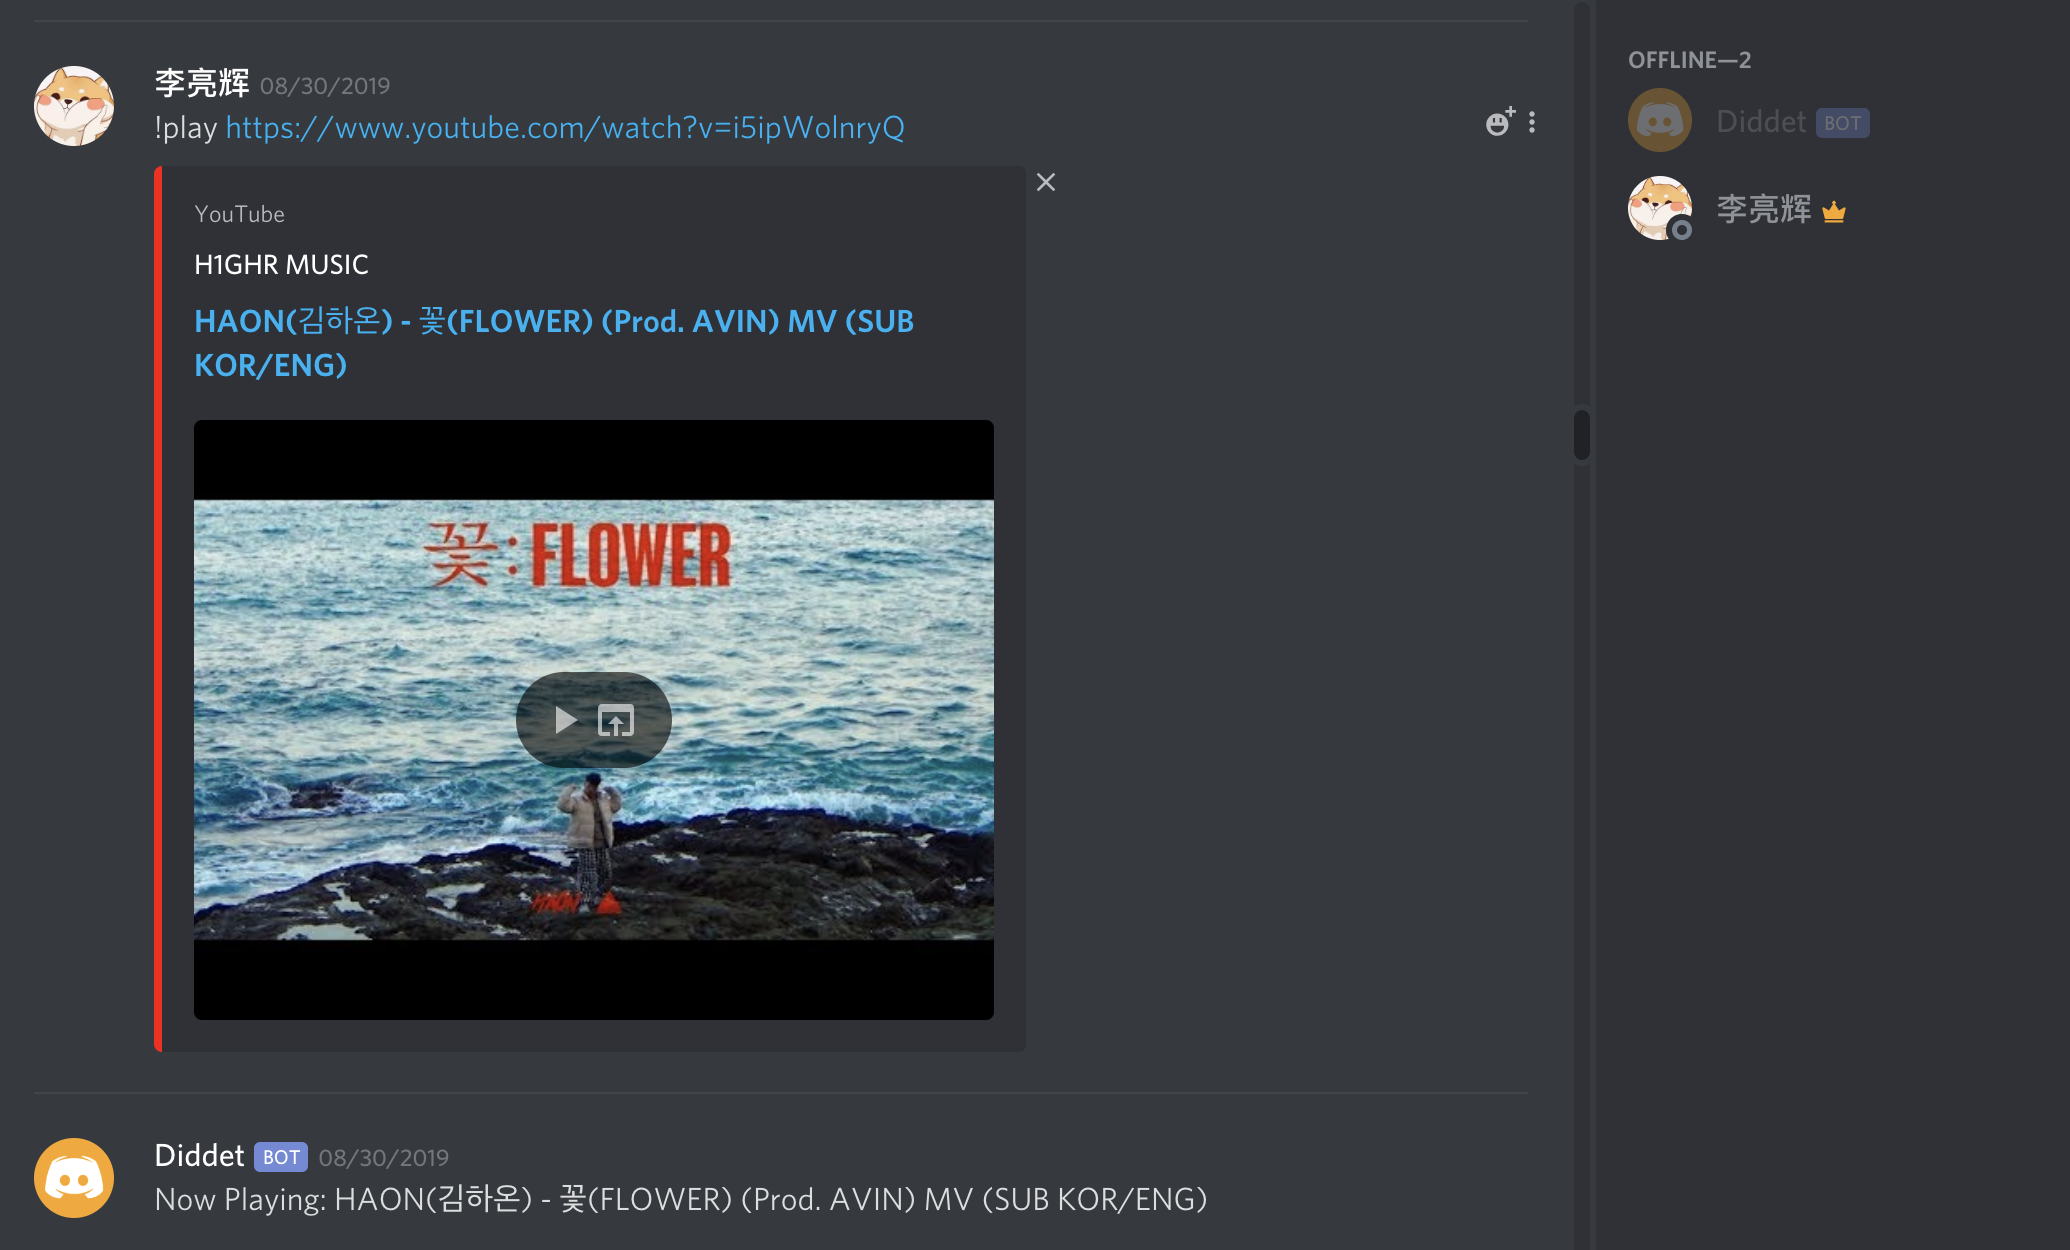 李亮辉 08/30/2019
!play https://www.youtube.com/watch?v=i5ipWolnryQ
YouTube
H1GHR MUSIC
HAON(김하온) - 꽃(FLOWER) (Prod. AVIN) MV (SUB
KOR/ENG)
꽃: FLOWER
HAON
Diddet BOT 08/30/2019
Now Playing: HAON(김하온) - 꽃(FLOWER) (Prod. AVIN) MV (SUB KOR/ENG)
OFFLINE—2
Diddet BOT
李亮辉